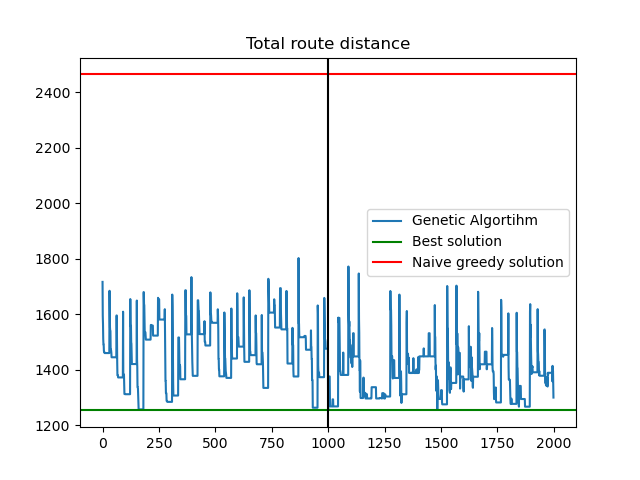 Total route distance
2400
2200
2000
1800
1600
1400
1200
Genetic Algortihm
Best solution
Naive greedy solution
0 250 500 750 1000 1250 1500 1750 2000